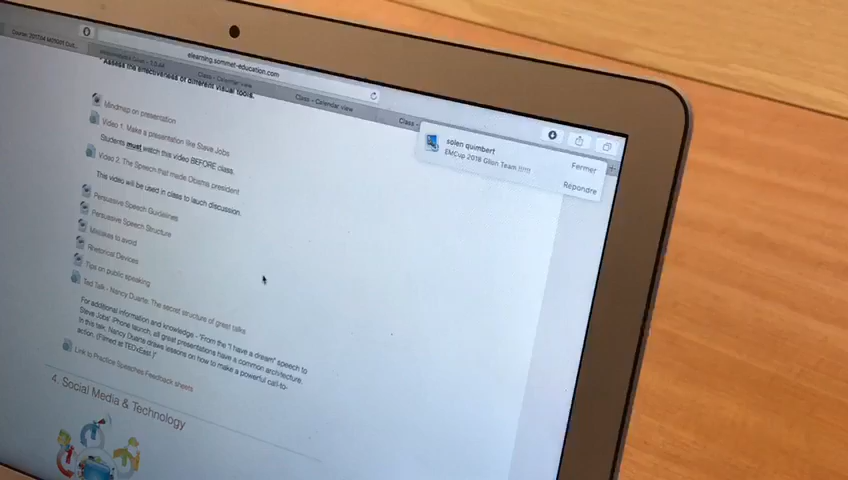 elearning.sommet-education.com
Class - Calendar view
Class - Calendar view
Class -
* Assess the effectiveness of different visual tools.
Mindmap on presentation
Video 1. Make a presentation like Steve Jobs
Students must watch this video BEFORE class.
Video 2. The Speech that made Obama president
This video will be used in class to lauch discussion.
Persuasive Speech Guidelines
Persuasive Speech Structure
Mistakes to avoid
Rhetorical Devices
Tips on public speaking
Ted Talk - Nancy Duarte: The secret structure of great talks
For additional information and knowledge - "From the "I have a dream" speech to
Steve Jobs' iPhone launch, all great presentations have a common architecture.
In this talk, Nancy Duarte draws lessons on how to make a powerful call-to-
action. (Filmed at TEDxEast.)"
Link to Practice Speeches Feedback sheets
4. Social Media & Technology
solen quimbert
EMCup 2018 Glion Team !!!!!
Fermer
Répondre